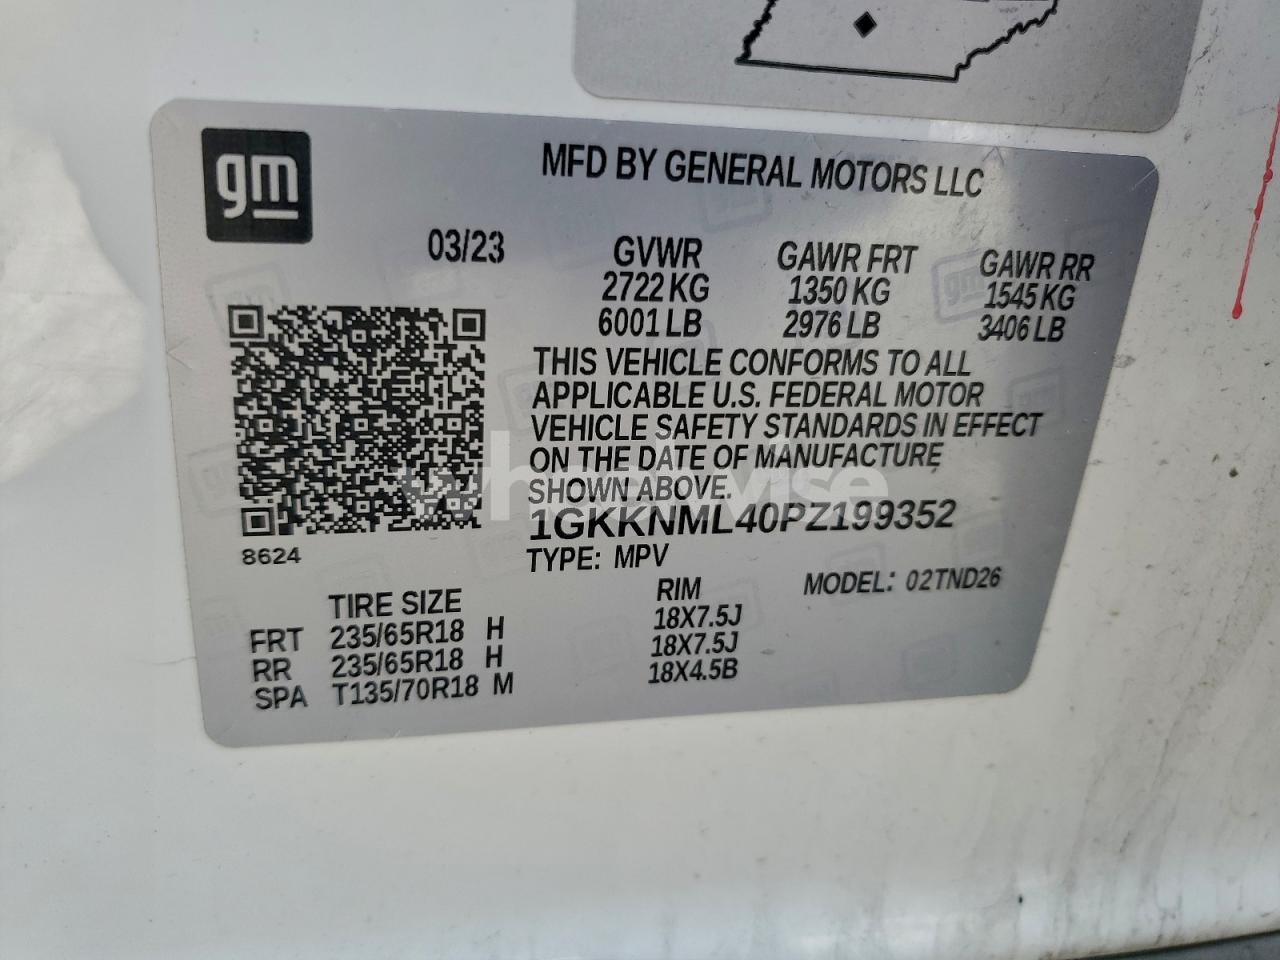 gm
MFD BY GENERAL MOTORS LLC
03/23
GVWR GAWR FRT GAWR RR
2722 KG 1350 KG 1545 KG
6001 LB 2976 LB 3406 LB
THIS VEHICLE CONFORMS TO ALL
APPLICABLE U.S. FEDERAL MOTOR
VEHICLE SAFETY STANDARDS IN EFFECT
ON THE DATE OF MANUFACTURE
SHOWN ABOVE.
wheelwise
1GKKNML40PZ199352
8624
TYPE: MPV MODEL: 02TND26
TIRE SIZE RIM
FRT 235/65R18 H 18X7.5J
RR 235/65R18 H 18X7.5J
SPA T135/70R18 M 18X4.5B